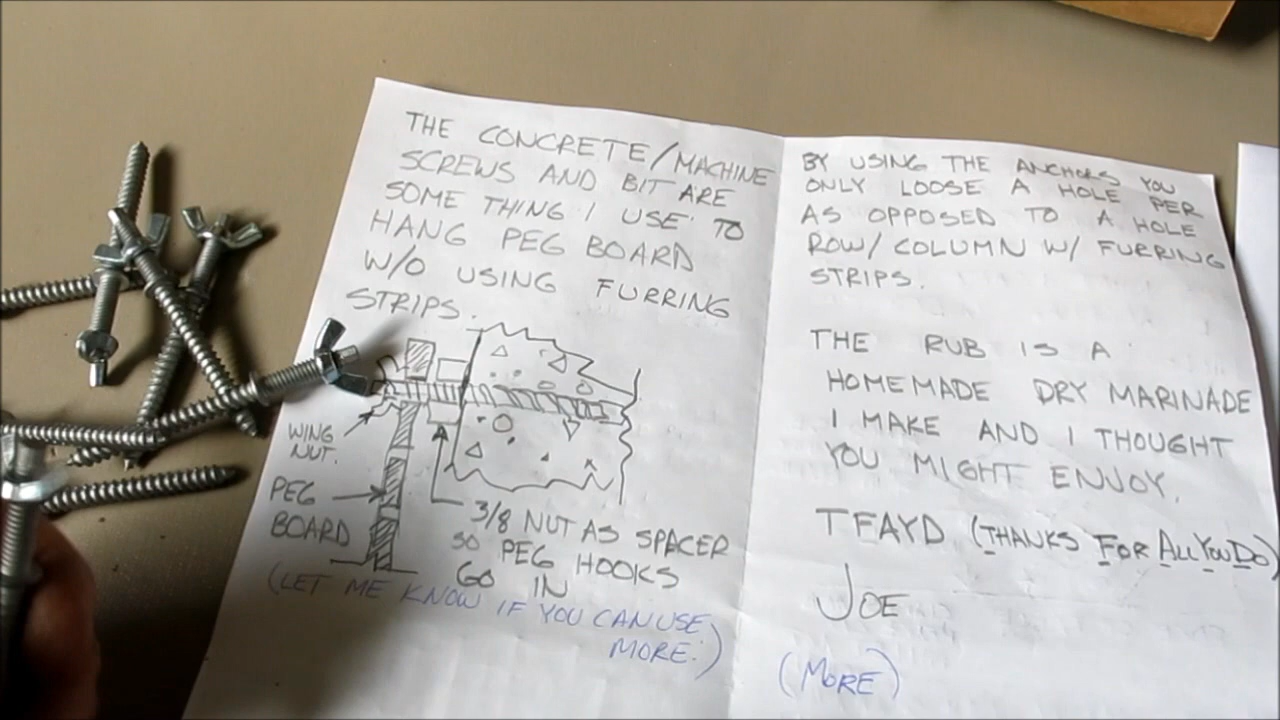 THE CONCRETE/MACHINE
SCREWS AND BIT ARE
SOME THING I USE TO
HANG PEG BOARD
W/O USING FURRING
STRIPS.
WING
NUT.
PEG
BOARD
3/8 NUT AS SPACER
SO PEG HOOKS
GO IN
(LET ME KNOW IF YOU CAN USE
MORE.)
BY USING THE ANCHORS YOU
ONLY LOOSE A HOLE PER
AS OPPOSED TO A HOLE
ROW/COLUMN W/ FURRING
STRIPS.
THE RUB IS A
HOMEMADE DRY MARINADE
I MAKE AND I THOUGHT
YOU MIGHT ENJOY.
TFAYD (THANKS FOR ALL YOU DO)
JOE
(MORE)